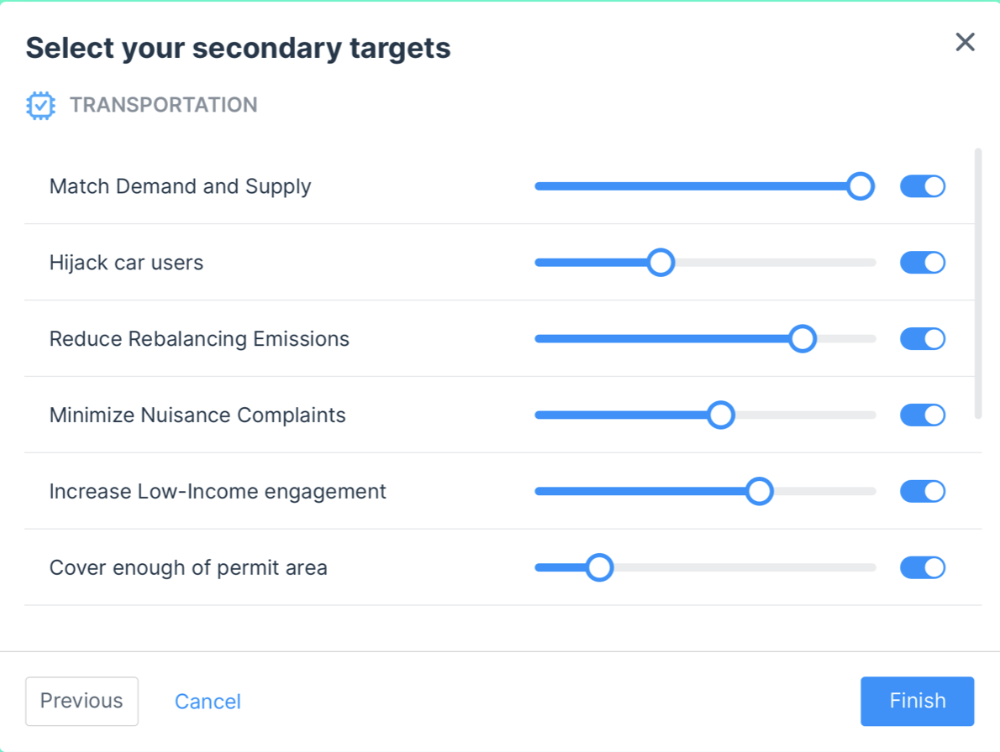 Select your secondary targets
TRANSPORTATION
Match Demand and Supply
Hijack car users
Reduce Rebalancing Emissions
Minimize Nuisance Complaints
Increase Low-Income engagement
Cover enough of permit area
Previous
Cancel
Finish